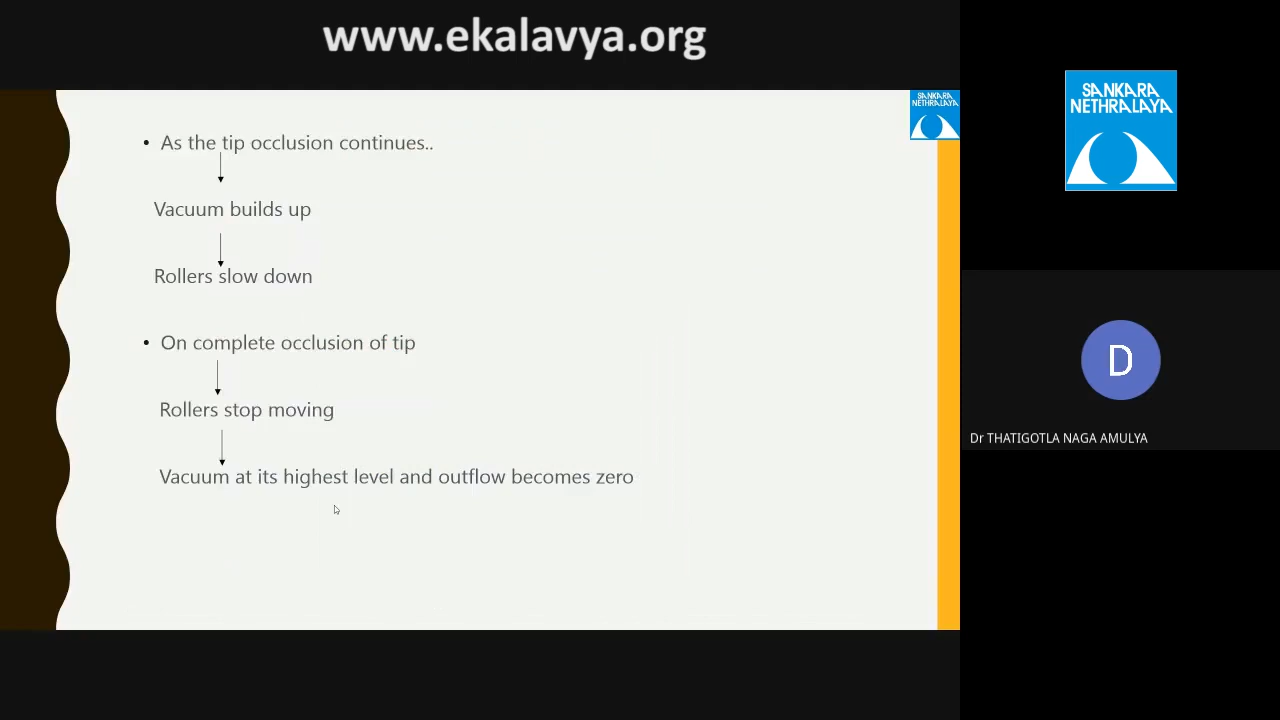 www.ekalavya.org
SANKARA
NETHRALAYA
• As the tip occlusion continues..
Vacuum builds up
Rollers slow down
• On complete occlusion of tip
Rollers stop moving
Vacuum at its highest level and outflow becomes zero
SANKARA
NETHRALAYA
D
Dr THATIGOTLA NAGA AMULYA